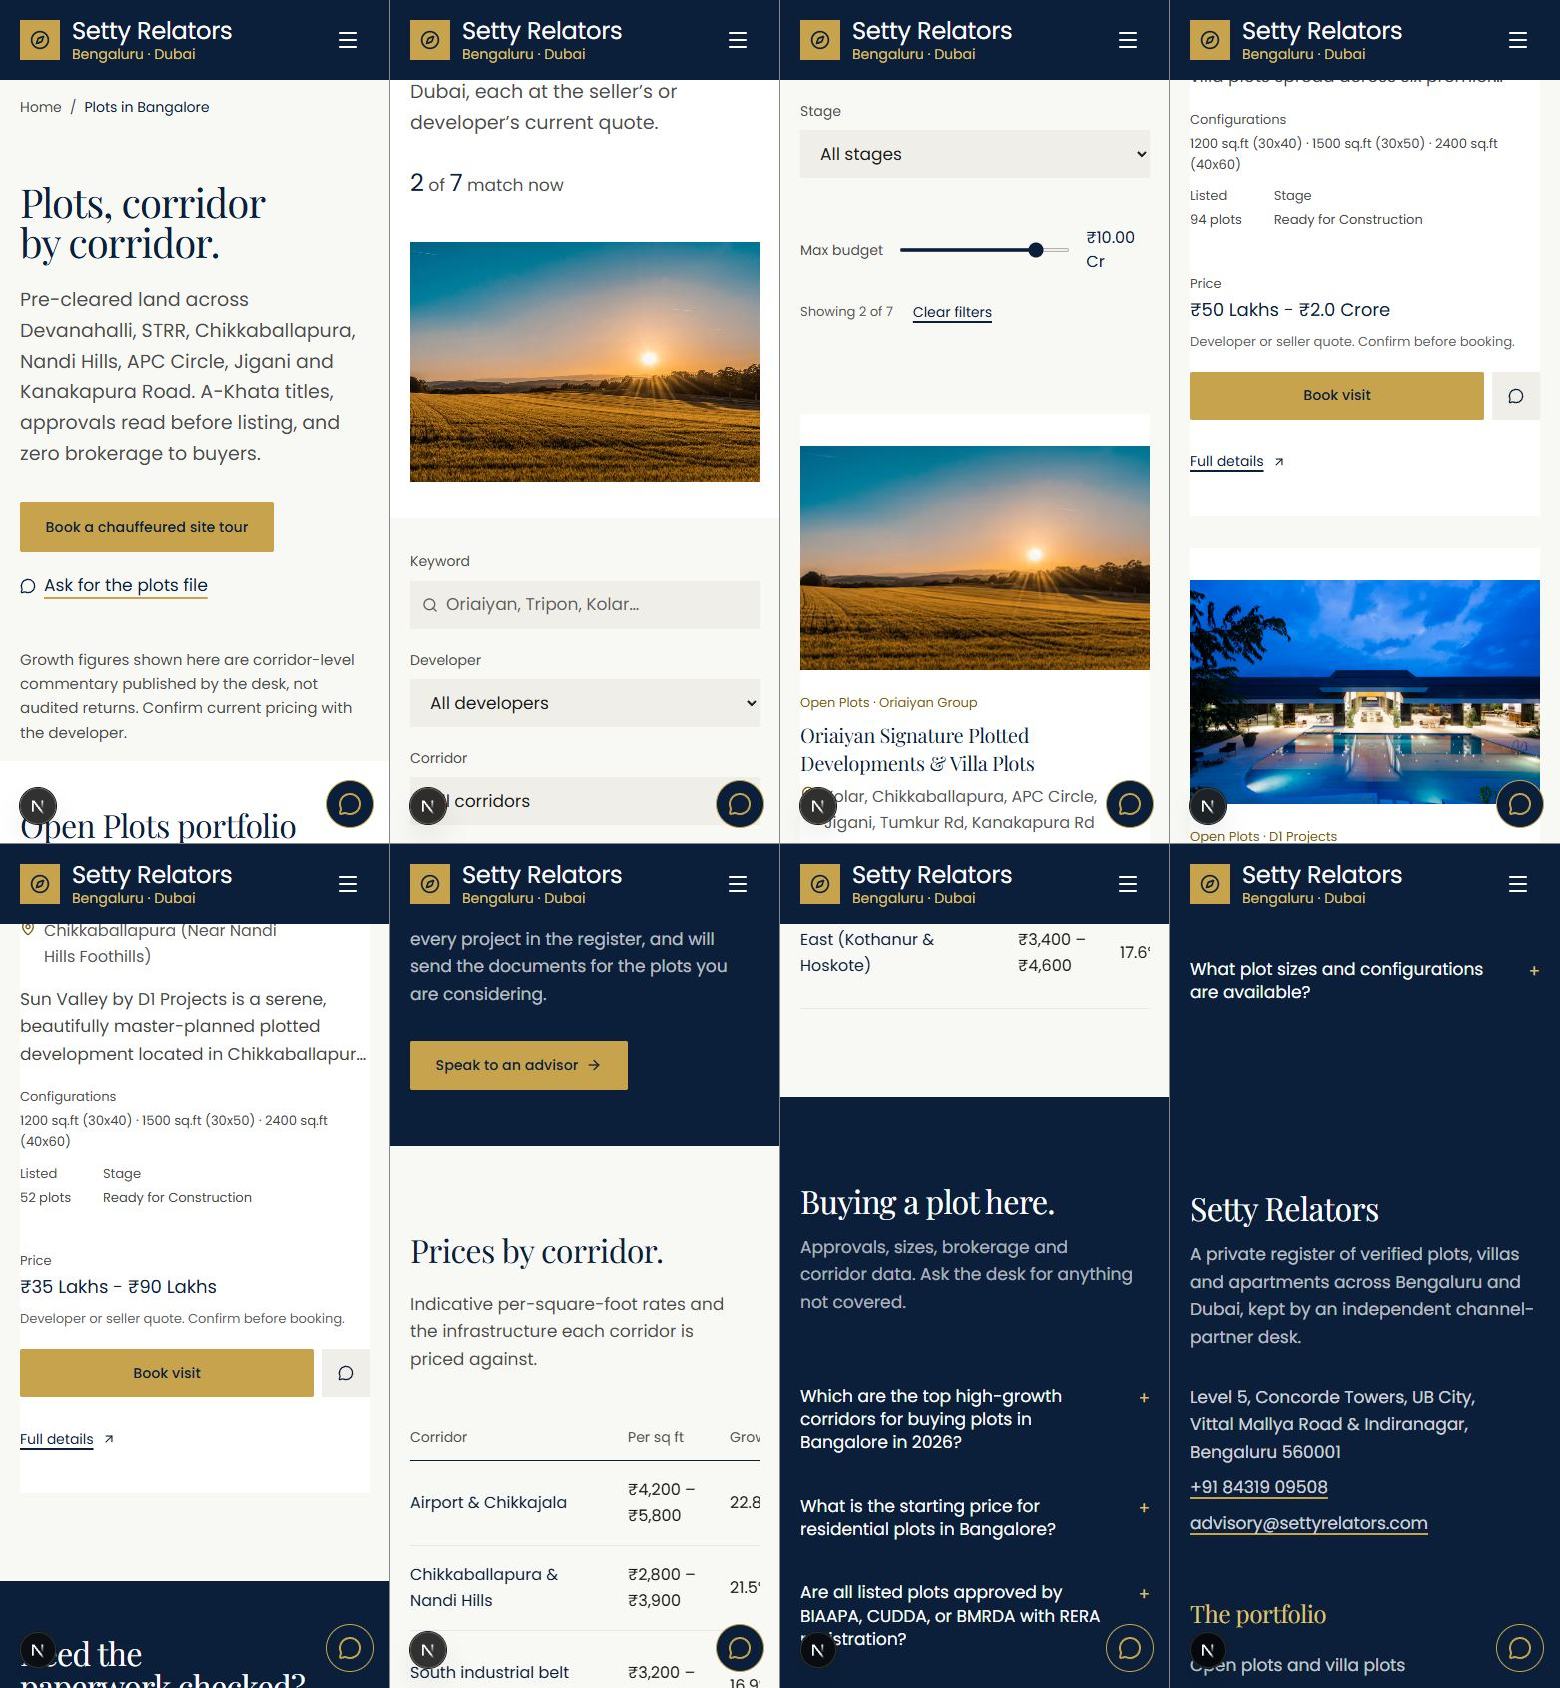 Setty Relators
Bengaluru · Dubai
Home / Plots in Bangalore
Plots, corridor
by corridor.
Pre-cleared land across
Devanahalli, STRR, Chikkaballapura,
Nandi Hills, APC Circle, Jigani and
Kanakapura Road. A-Khata titles,
approvals read before listing, and
zero brokerage to buyers.
Book a chauffeured site tour
Ask for the plots file
Growth figures shown here are corridor-level
commentary published by the desk, not
audited returns. Confirm current pricing with
the developer.
N
Open Plots portfolio
Setty Relators
Bengaluru · Dubai
Dubai, each at the seller's or
developer's current quote.
2 of 7 match now
Keyword
Oriaiyan, Tripon, Kolar...
Developer
All developers
Corridor
N
corridors
Setty Relators
Bengaluru · Dubai
Stage
All stages
Max budget
₹10.00
Cr
Showing 2 of 7 Clear filters
Open Plots · Oriaiyan Group
Oriaiyan Signature Plotted
Developments & Villa Plots
N
Kolar, Chikkaballapura, APC Circle,
Jigani, Tumkur Rd, Kanakapura Rd
Setty Relators
Bengaluru · Dubai
Configurations
1200 sq.ft (30x40) · 1500 sq.ft (30x50) · 2400 sq.ft
(40x60)
Listed Stage
94 plots Ready for Construction
Price
₹50 Lakhs - ₹2.0 Crore
Developer or seller quote. Confirm before booking.
Book visit
Full details
N
Open Plots · D1 Projects
Setty Relators
Bengaluru · Dubai
Chikkaballapura (Near Nandi
Hills Foothills)
Sun Valley by D1 Projects is a serene,
beautifully master-planned plotted
development located in Chikkaballapur...
Configurations
1200 sq.ft (30x40) · 1500 sq.ft (30x50) · 2400 sq.ft
(40x60)
Listed Stage
52 plots Ready for Construction
Price
₹35 Lakhs - ₹90 Lakhs
Developer or seller quote. Confirm before booking.
Book visit
Full details
N
Need the
paperwork checked?
Setty Relators
Bengaluru · Dubai
every project in the register, and will
send the documents for the plots you
are considering.
Speak to an advisor →
Prices by corridor.
Indicative per-square-foot rates and
the infrastructure each corridor is
priced against.
Corridor Per sq ft Grow
Airport & Chikkajala ₹4,200 – ₹5,800 22.8
Chikkaballapura & Nandi Hills ₹2,800 – ₹3,900 21.5
N
South industrial belt ₹3,200 – 16.9
Setty Relators
Bengaluru · Dubai
East (Kothanur & Hoskote) ₹3,400 – ₹4,600 17.6
Buying a plot here.
Approvals, sizes, brokerage and
corridor data. Ask the desk for anything
not covered.
Which are the top high-growth +
corridors for buying plots in
Bangalore in 2026?
What is the starting price for +
residential plots in Bangalore?
Are all listed plots approved by +
BIAAPA, CUDDA, or BMRDA with RERA
registration?
N
Setty Relators
Bengaluru · Dubai
What plot sizes and configurations +
are available?
Setty Relators
A private register of verified plots, villas
and apartments across Bengaluru and
Dubai, kept by an independent channel-
partner desk.
Level 5, Concorde Towers, UB City,
Vittal Mallya Road & Indiranagar,
Bengaluru 560001
+91 84319 09508
advisory@settyrelators.com
The portfolio
N
Open plots and villa plots